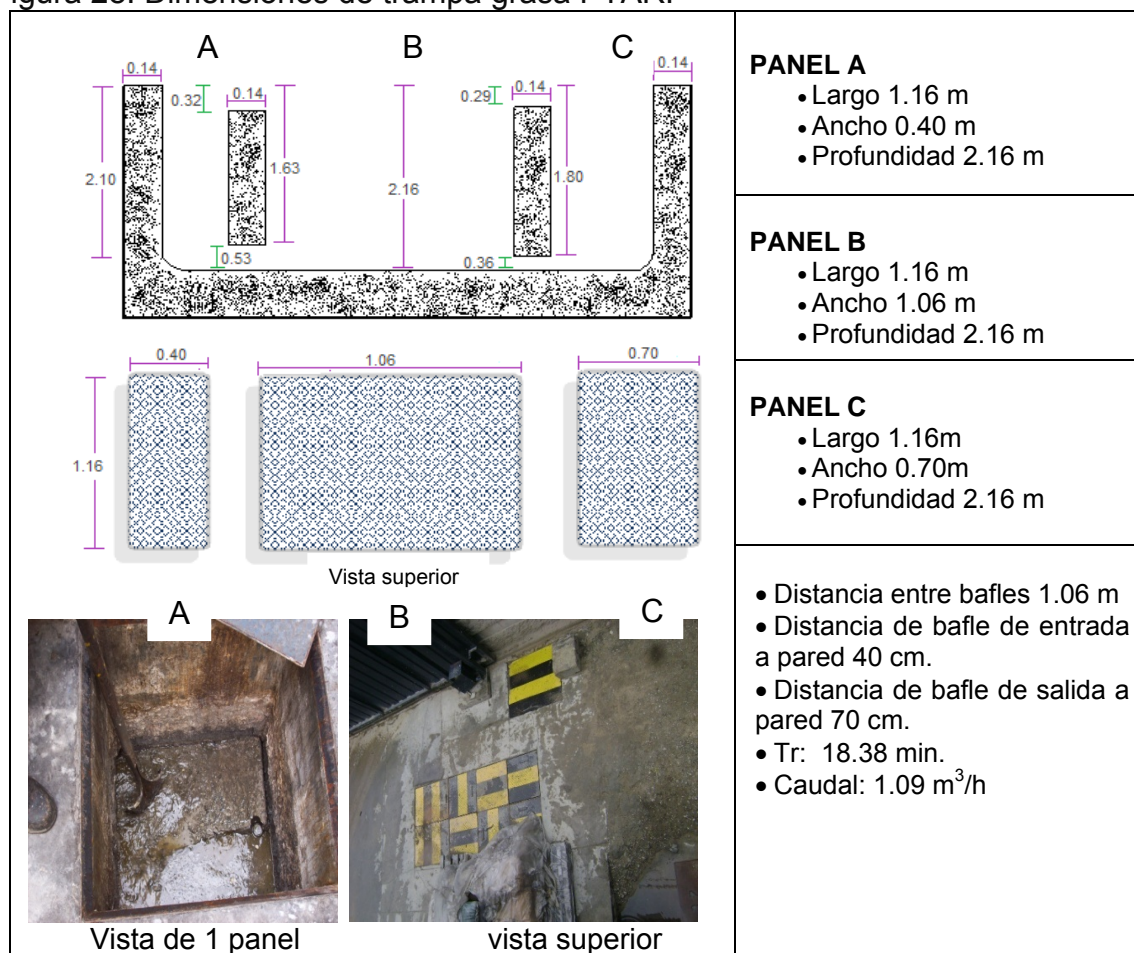 igura 28. Dimensiones de trampa grasa PTAR.
A B C
0.14 0.14
0.32 0.14 0.29 0.14
2.10 1.63 2.16 1.80
0.53 0.36
0.40 1.06 0.70
1.16
Vista superior
A B C
Vista de 1 panel vista superior
PANEL A
• Largo 1.16 m
• Ancho 0.40 m
• Profundidad 2.16 m
PANEL B
• Largo 1.16 m
• Ancho 1.06 m
• Profundidad 2.16 m
PANEL C
• Largo 1.16m
• Ancho 0.70m
• Profundidad 2.16 m
• Distancia entre bafles 1.06 m
• Distancia de bafle de entrada
a pared 40 cm.
• Distancia de bafle de salida a
pared 70 cm.
• Tr: 18.38 min.
• Caudal: 1.09 m³/h